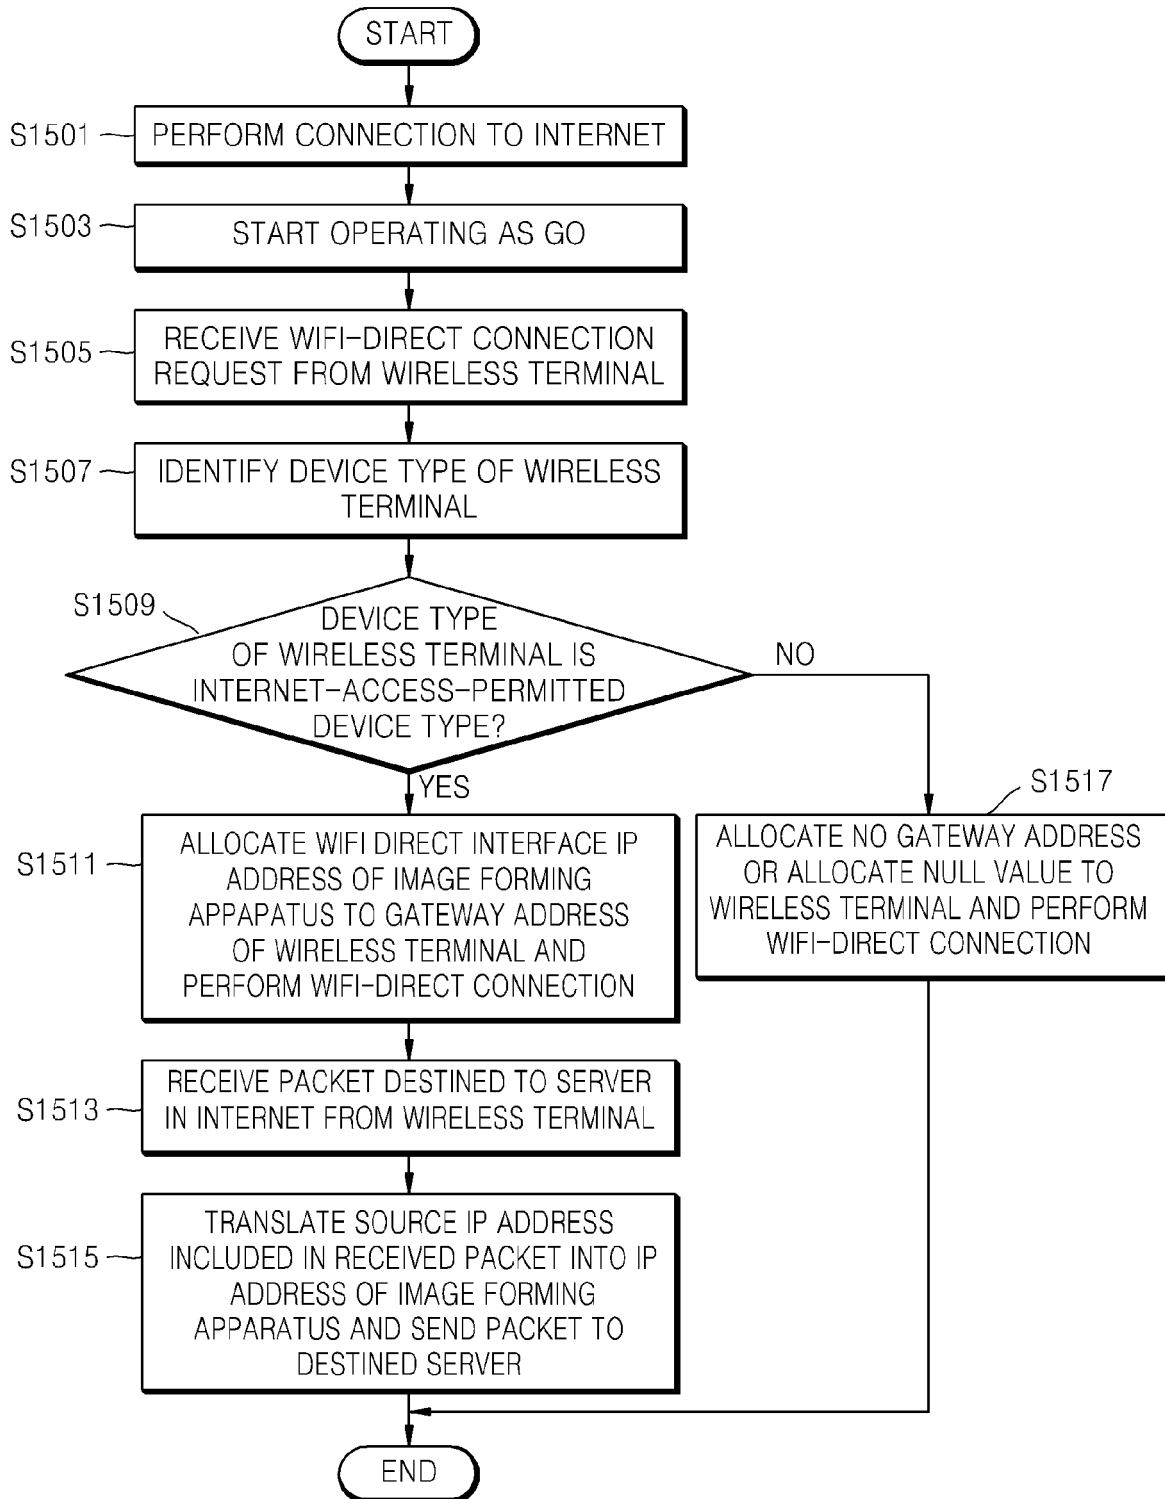 START
S1501
PERFORM CONNECTION TO INTERNET
S1503
START OPERATING AS GO
S1505
RECEIVE WIFI-DIRECT CONNECTION
REQUEST FROM WIRELESS TERMINAL
S1507
IDENTIFY DEVICE TYPE OF WIRELESS
TERMINAL
S1509
DEVICE TYPE
OF WIRELESS TERMINAL IS
INTERNET-ACCESS-PERMITTED
DEVICE TYPE?
NO
YES
S1511
ALLOCATE WIFI DIRECT INTERFACE IP
ADDRESS OF IMAGE FORMING
APPAPATUS TO GATEWAY ADDRESS
OF WIRELESS TERMINAL AND
PERFORM WIFI-DIRECT CONNECTION
S1517
ALLOCATE NO GATEWAY ADDRESS
OR ALLOCATE NULL VALUE TO
WIRELESS TERMINAL AND PERFORM
WIFI-DIRECT CONNECTION
S1513
RECEIVE PACKET DESTINED TO SERVER
IN INTERNET FROM WIRELESS TERMINAL
S1515
TRANSLATE SOURCE IP ADDRESS
INCLUDED IN RECEIVED PACKET INTO IP
ADDRESS OF IMAGE FORMING
APPARATUS AND SEND PACKET TO
DESTINED SERVER
END